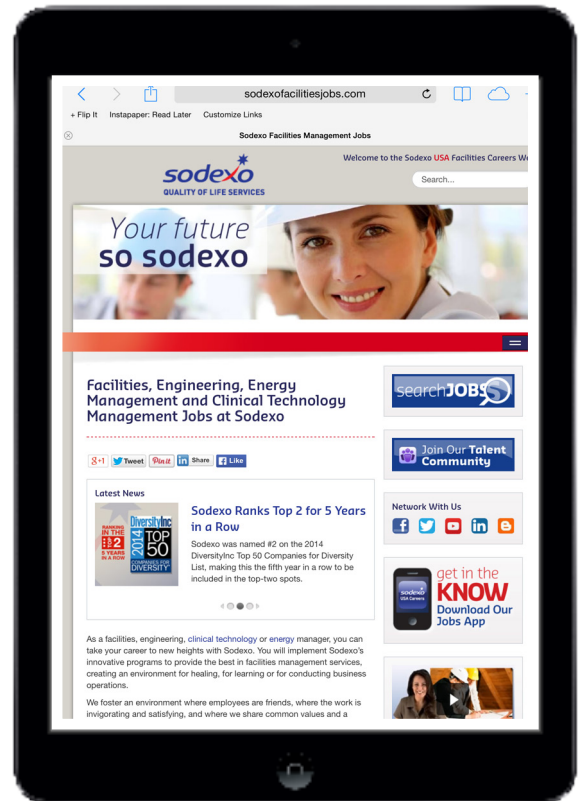 sodexofacilitiesjobs.com
+ Flip It Instapaper: Read Later Customize Links
Sodexo Facilities Management Jobs
Welcome to the Sodexo USA Facilities Careers We
sodexo
QUALITY OF LIFE SERVICES
Search...
Your future
so sodexo
Facilities, Engineering, Energy
Management and Clinical Technology
Management Jobs at Sodexo
g+1 Tweet Pin it in Share f Like
Latest News
RANKING
IN THE
TOP 2
5 YEARS
IN A ROW
DiversityInc
2014
TOP
50
COMPANIES FOR
DIVERSITY
Sodexo Ranks Top 2 for 5 Years
in a Row
Sodexo was named #2 on the 2014
DiversityInc Top 50 Companies for Diversity
List, making this the fifth year in a row to be
included in the top-two spots.
As a facilities, engineering, clinical technology or energy manager, you can
take your career to new heights with Sodexo. You will implement Sodexo's
innovative programs to provide the best in facilities management services,
creating an environment for healing, for learning or for conducting business
operations.
We foster an environment where employees are friends, where the work is
invigorating and satisfying, and where we share common values and a
searchJOBS
Join Our Talent
Community
Network With Us
sodexo
USA Careers
get in the
KNOW
Download Our
Jobs App